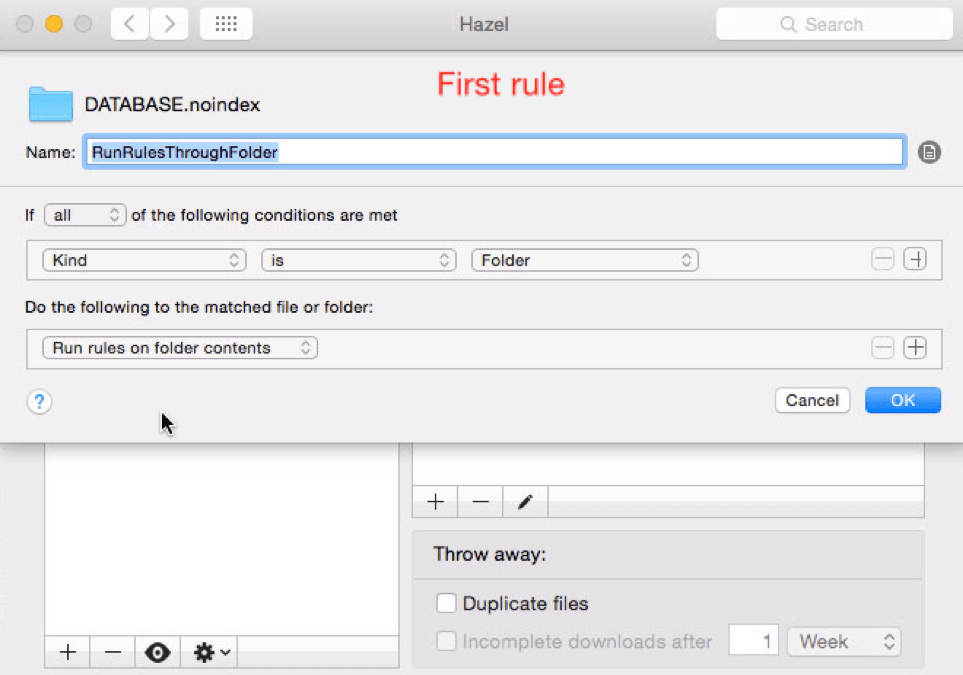 Hazel
Search
First rule
DATABASE.noindex
Name: RunRulesThroughFolder
If all of the following conditions are met
Kind is Folder
Do the following to the matched file or folder:
Run rules on folder contents
? Cancel OK
Throw away:
Duplicate files
Incomplete downloads after 1 Week